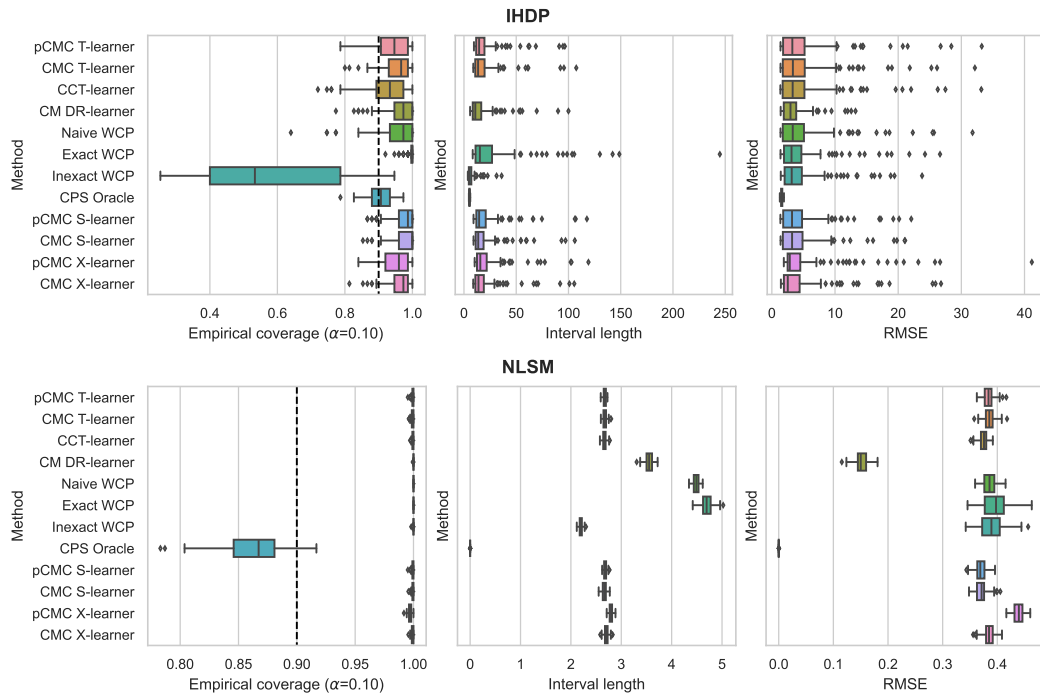 IHDP
Method
pCMC T-learner
CMC T-learner
CCT-learner
CM DR-learner
Naive WCP
Exact WCP
Inexact WCP
CPS Oracle
pCMC S-learner
CMC S-learner
pCMC X-learner
CMC X-learner
0.4 0.6 0.8 1.0
Empirical coverage (α=0.10)
Method
0 50 100 150 200 250
Interval length
Method
0 10 20 30 40
RMSE
NLSM
Method
pCMC T-learner
CMC T-learner
CCT-learner
CM DR-learner
Naive WCP
Exact WCP
Inexact WCP
CPS Oracle
pCMC S-learner
CMC S-learner
pCMC X-learner
CMC X-learner
0.80 0.85 0.90 0.95 1.00
Empirical coverage (α=0.10)
Method
0 1 2 3 4 5
Interval length
Method
0.0 0.1 0.2 0.3 0.4
RMSE